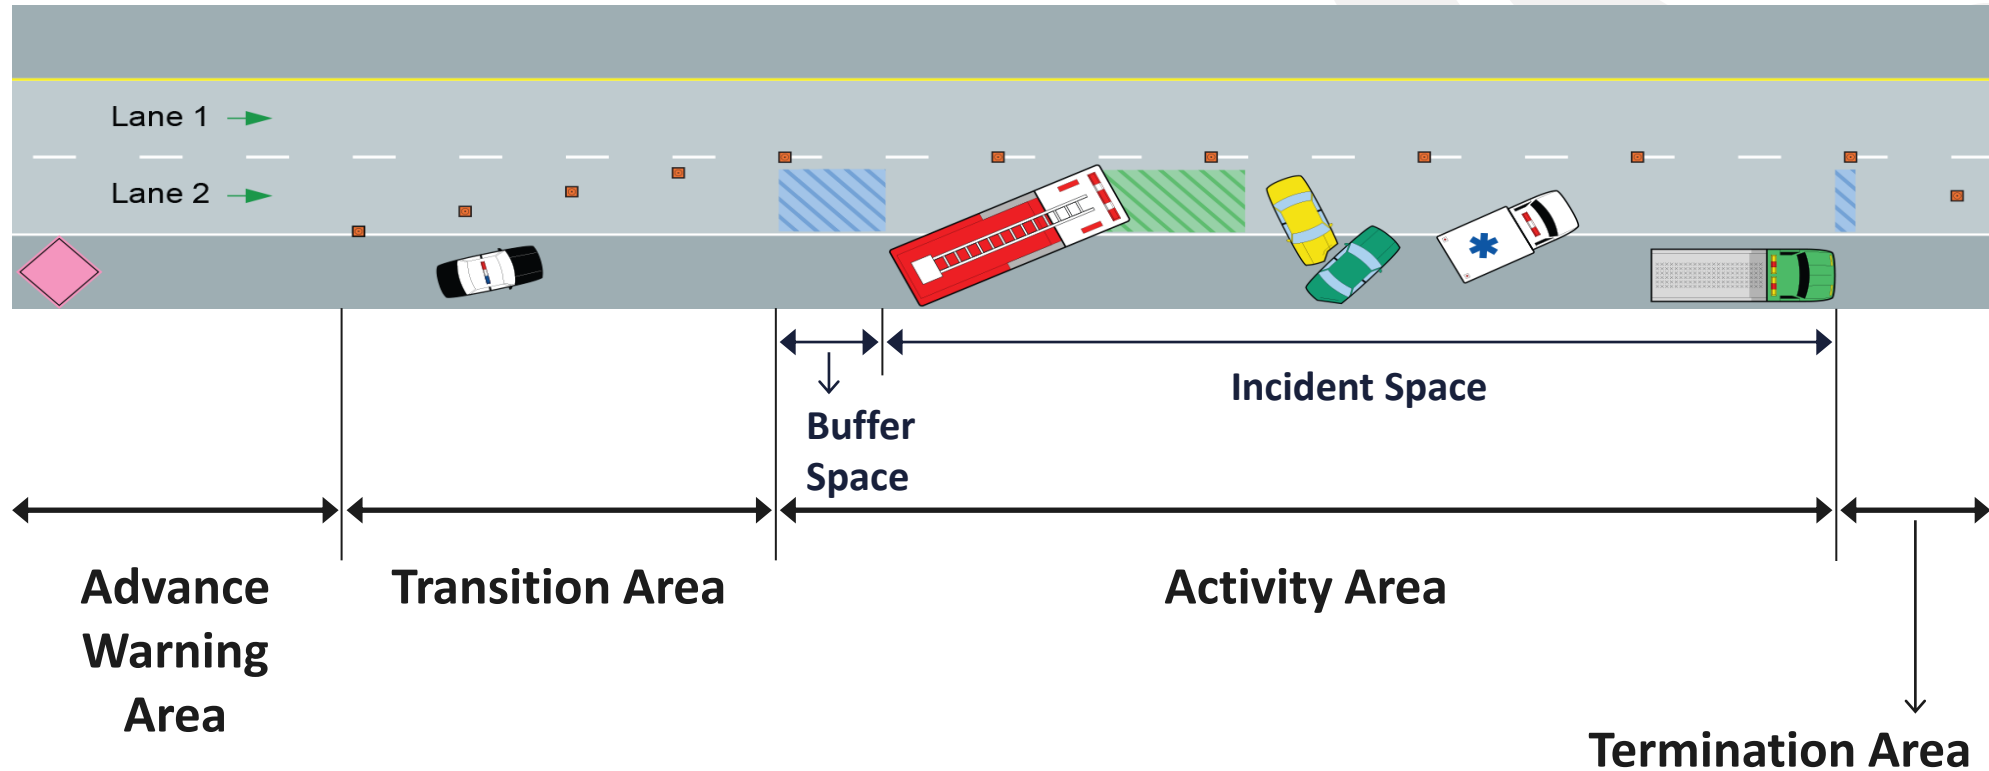 Lane 1
Lane 2
Incident Space
Buffer
Space
Advance
Warning
Area
Transition Area
Activity Area
Termination Area